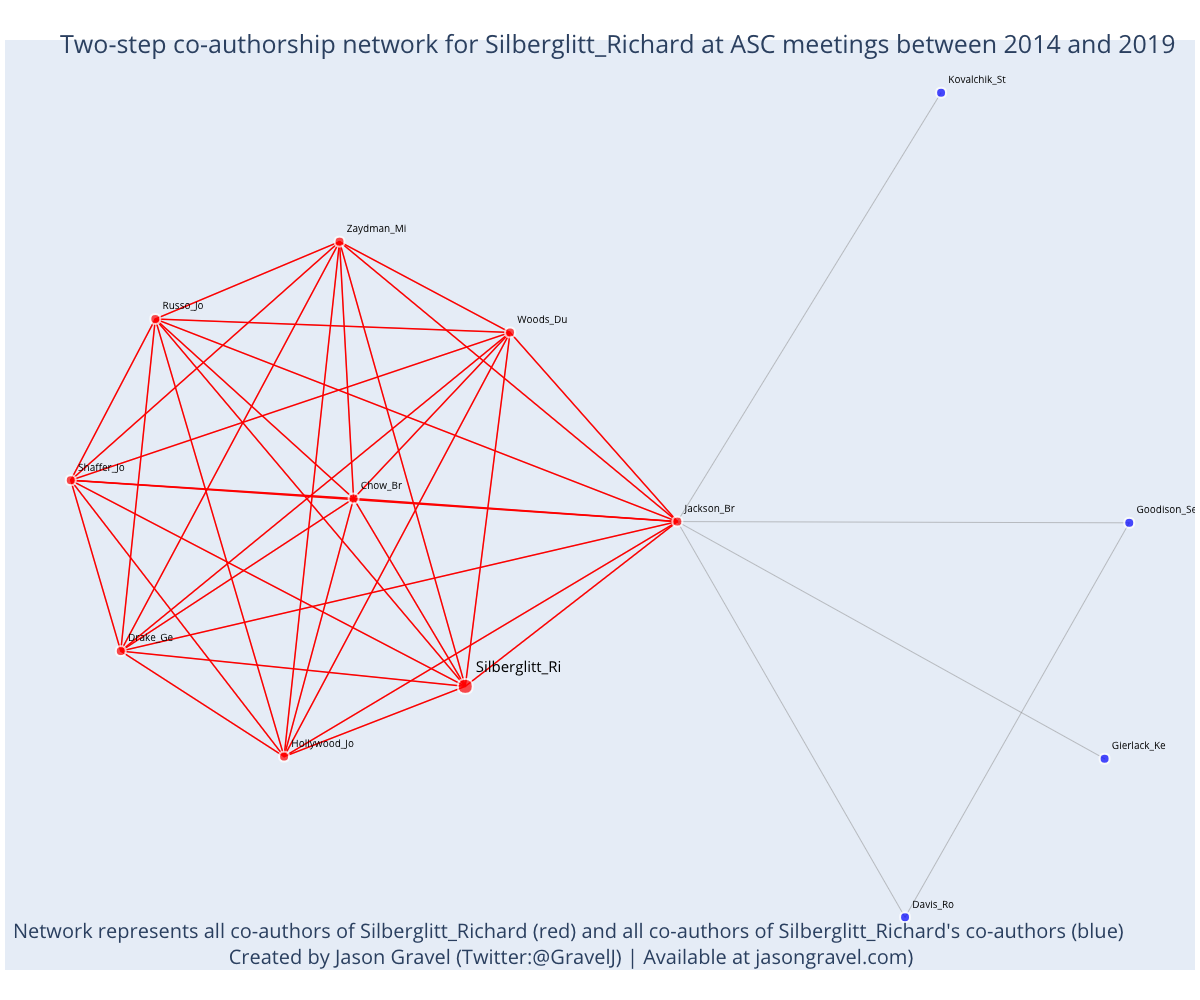 Two-step co-authorship network for Silberglitt_Richard at ASC meetings between 2014 and 2019
Kovalchik_St
Zaydman_Mi
Russo_Jo
Woods_Du
Shaffer_Jo
Chow_Br
Jackson_Br
Goodison_Se
Drake_Ge
Silberglitt_Ri
Hollywood_Jo
Gierlack_Ke
Davis_Ro
Network represents all co-authors of Silberglitt_Richard (red) and all co-authors of Silberglitt_Richard's co-authors (blue)
Created by Jason Gravel (Twitter:@GravelJ) | Available at jasongravel.com)